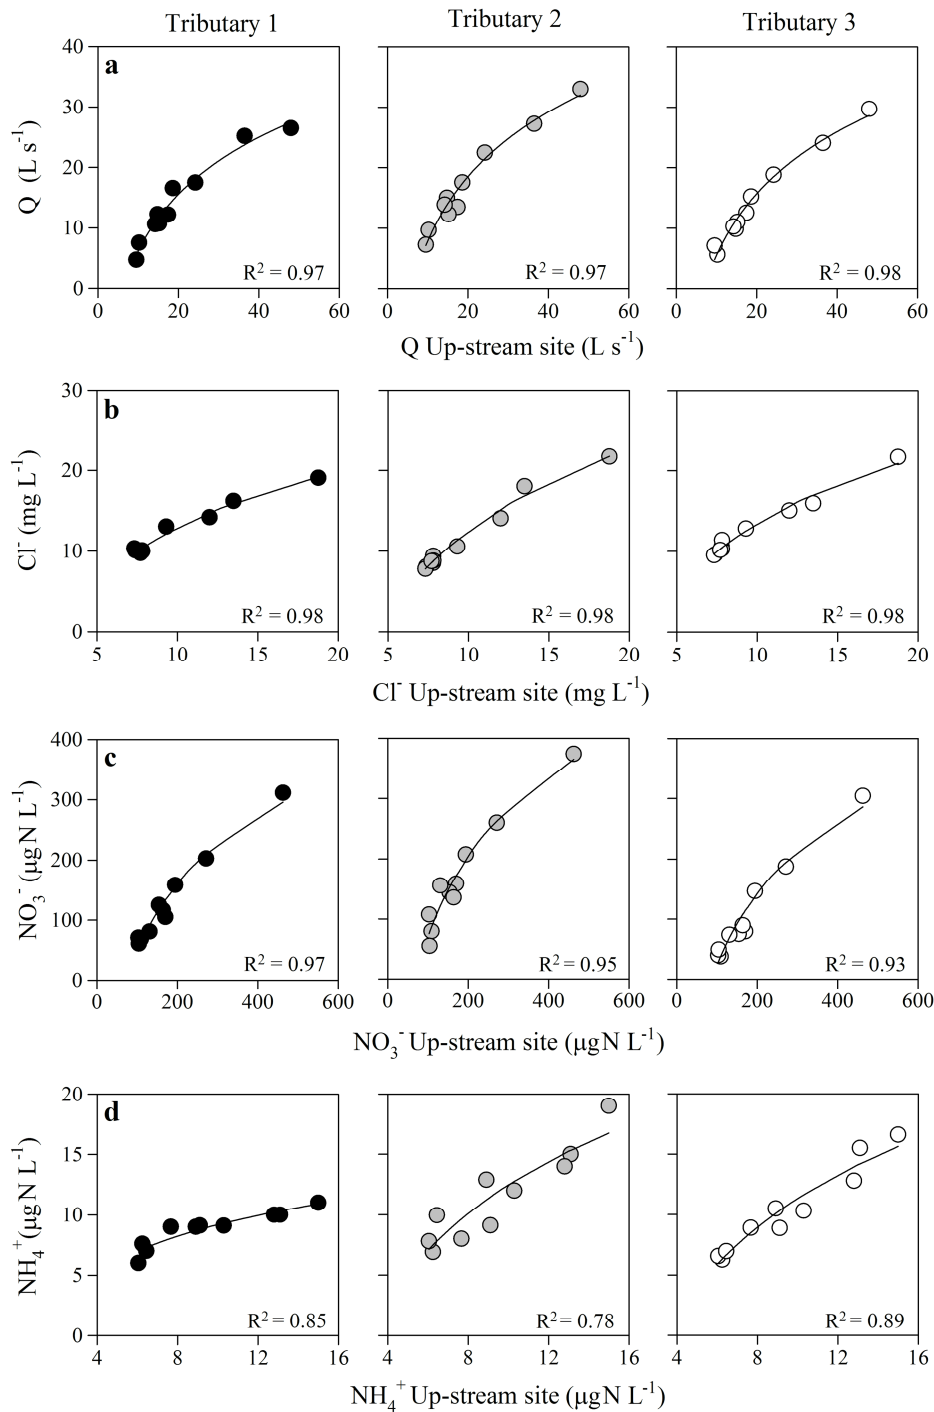 Tributary 1 Tributary 2 Tributary 3
a
Q (L s⁻¹)
40
30
20
10
0
R² = 0.97 R² = 0.97 R² = 0.98
0 20 40 60 0 20 40 60 0 20 40 60
Q Up-stream site (L s⁻¹)
b
Cl⁻ (mg L⁻¹)
30
20
10
0
R² = 0.98 R² = 0.98 R² = 0.98
5 10 15 20 5 10 15 20 5 10 15 20
Cl⁻ Up-stream site (mg L⁻¹)
c
NO₃⁻ (µgN L⁻¹)
400
300
200
100
0
R² = 0.97 R² = 0.95 R² = 0.93
0 200 400 600 0 200 400 600 0 200 400 600
NO₃⁻ Up-stream site (µgN L⁻¹)
d
NH₄⁺ (µgN L⁻¹)
20
15
10
5
0
R² = 0.85 R² = 0.78 R² = 0.89
4 8 12 16 4 8 12 16 4 8 12 16
NH₄⁺ Up-stream site (µgN L⁻¹)